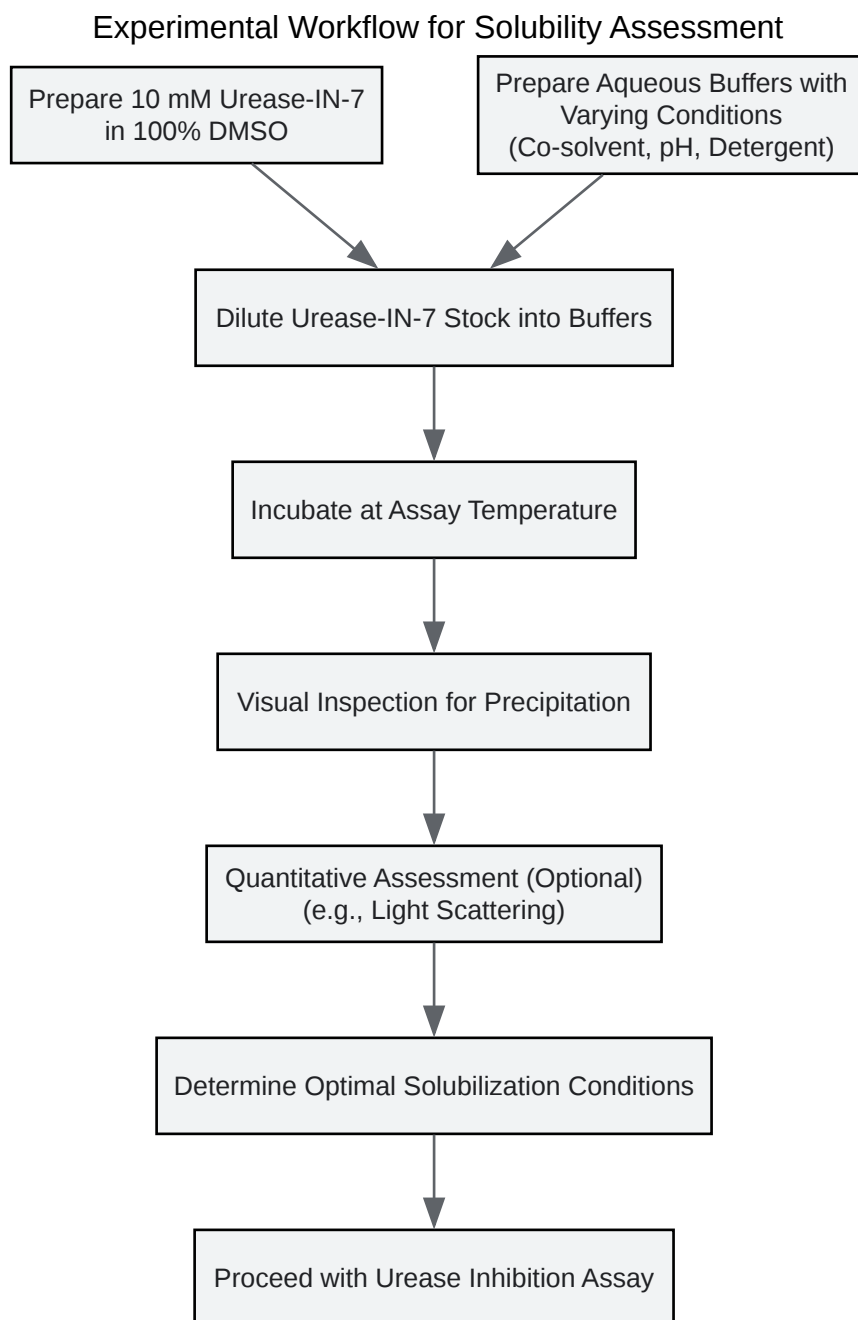 Experimental Workflow for Solubility Assessment
Prepare 10 mM Urease-IN-7
in 100% DMSO
Prepare Aqueous Buffers with
Varying Conditions
(Co-solvent, pH, Detergent)
Dilute Urease-IN-7 Stock into Buffers
Incubate at Assay Temperature
Visual Inspection for Precipitation
Quantitative Assessment (Optional)
(e.g., Light Scattering)
Determine Optimal Solubilization Conditions
Proceed with Urease Inhibition Assay